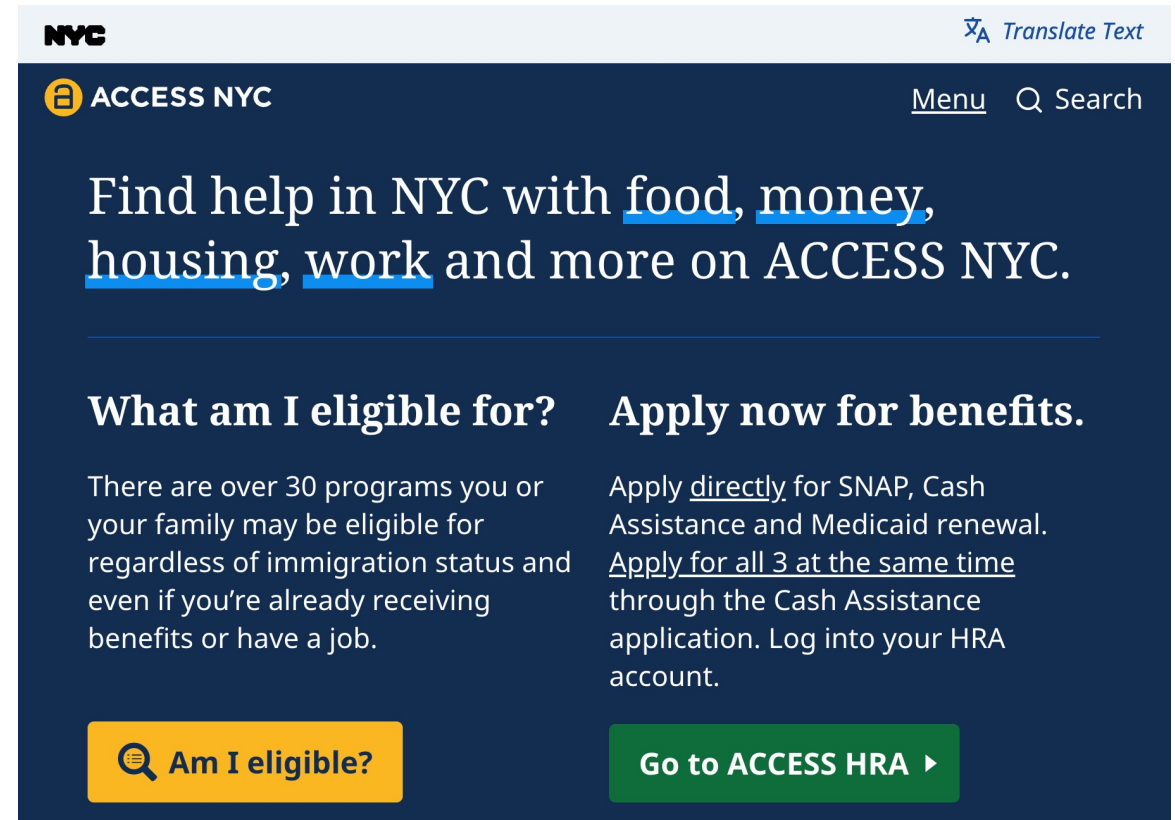 NYC
Translate Text
ACCESS NYC
Menu
Search
Find help in NYC with food, money,
housing, work and more on ACCESS NYC.
What am I eligible for?
There are over 30 programs you or
your family may be eligible for
regardless of immigration status and
even if you’re already receiving
benefits or have a job.
Am I eligible?
Apply now for benefits.
Apply directly for SNAP, Cash
Assistance and Medicaid renewal.
Apply for all 3 at the same time
through the Cash Assistance
application. Log into your HRA
account.
Go to ACCESS HRA